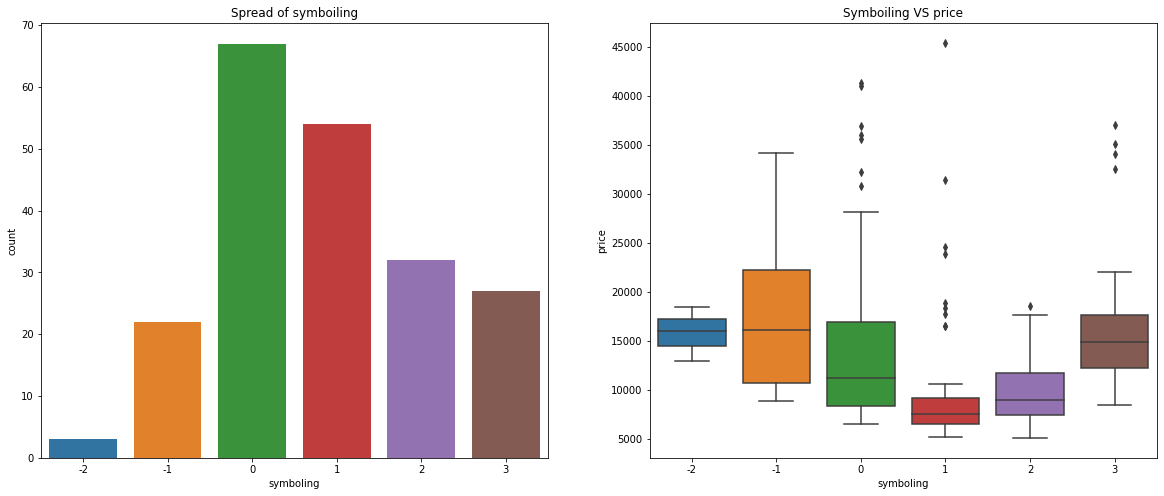 Spread of symboiling
70
60
50
40
30
20
10
0
count
-2 -1 0 1 2 3
symboling
Symboiling VS price
45000
40000
35000
30000
25000
20000
15000
10000
5000
price
-2 -1 0 1 2 3
symboling